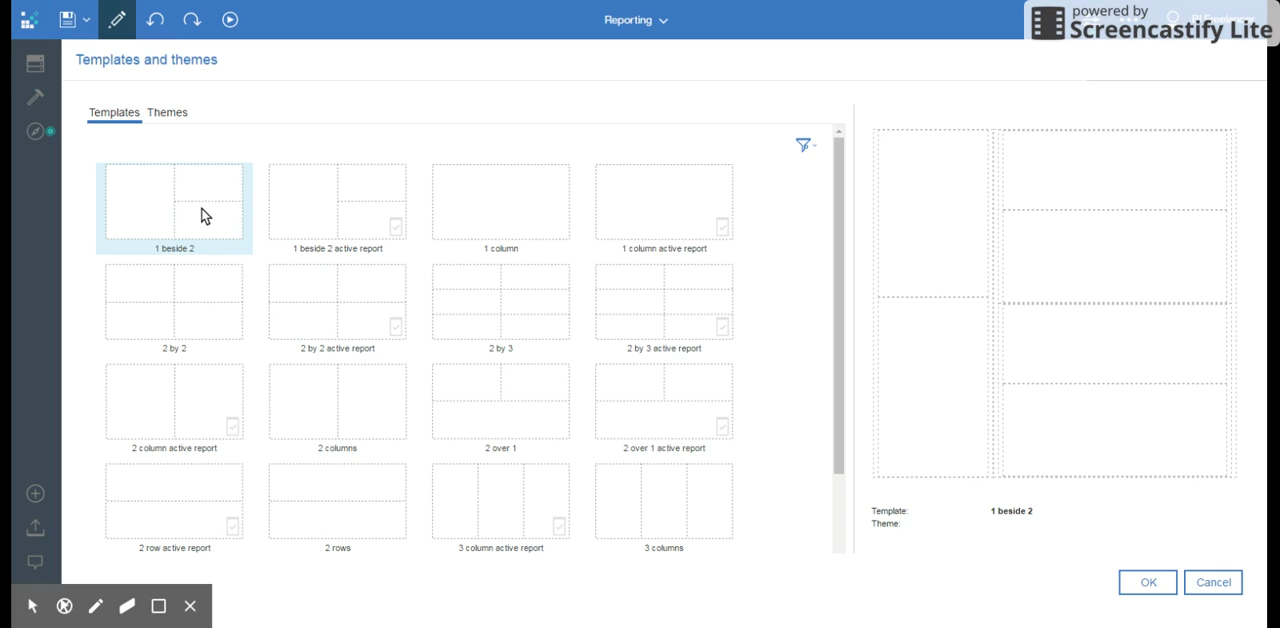 Reporting
powered by
Screencastify Lite
Templates and themes
Templates Themes
1 beside 2
1 beside 2 active report
1 column
1 column active report
2 by 2
2 by 2 active report
2 by 3
2 by 3 active report
2 column active report
2 columns
2 over 1
2 over 1 active report
2 row active report
2 rows
3 column active report
3 columns
Template: 1 beside 2
Theme:
OK Cancel